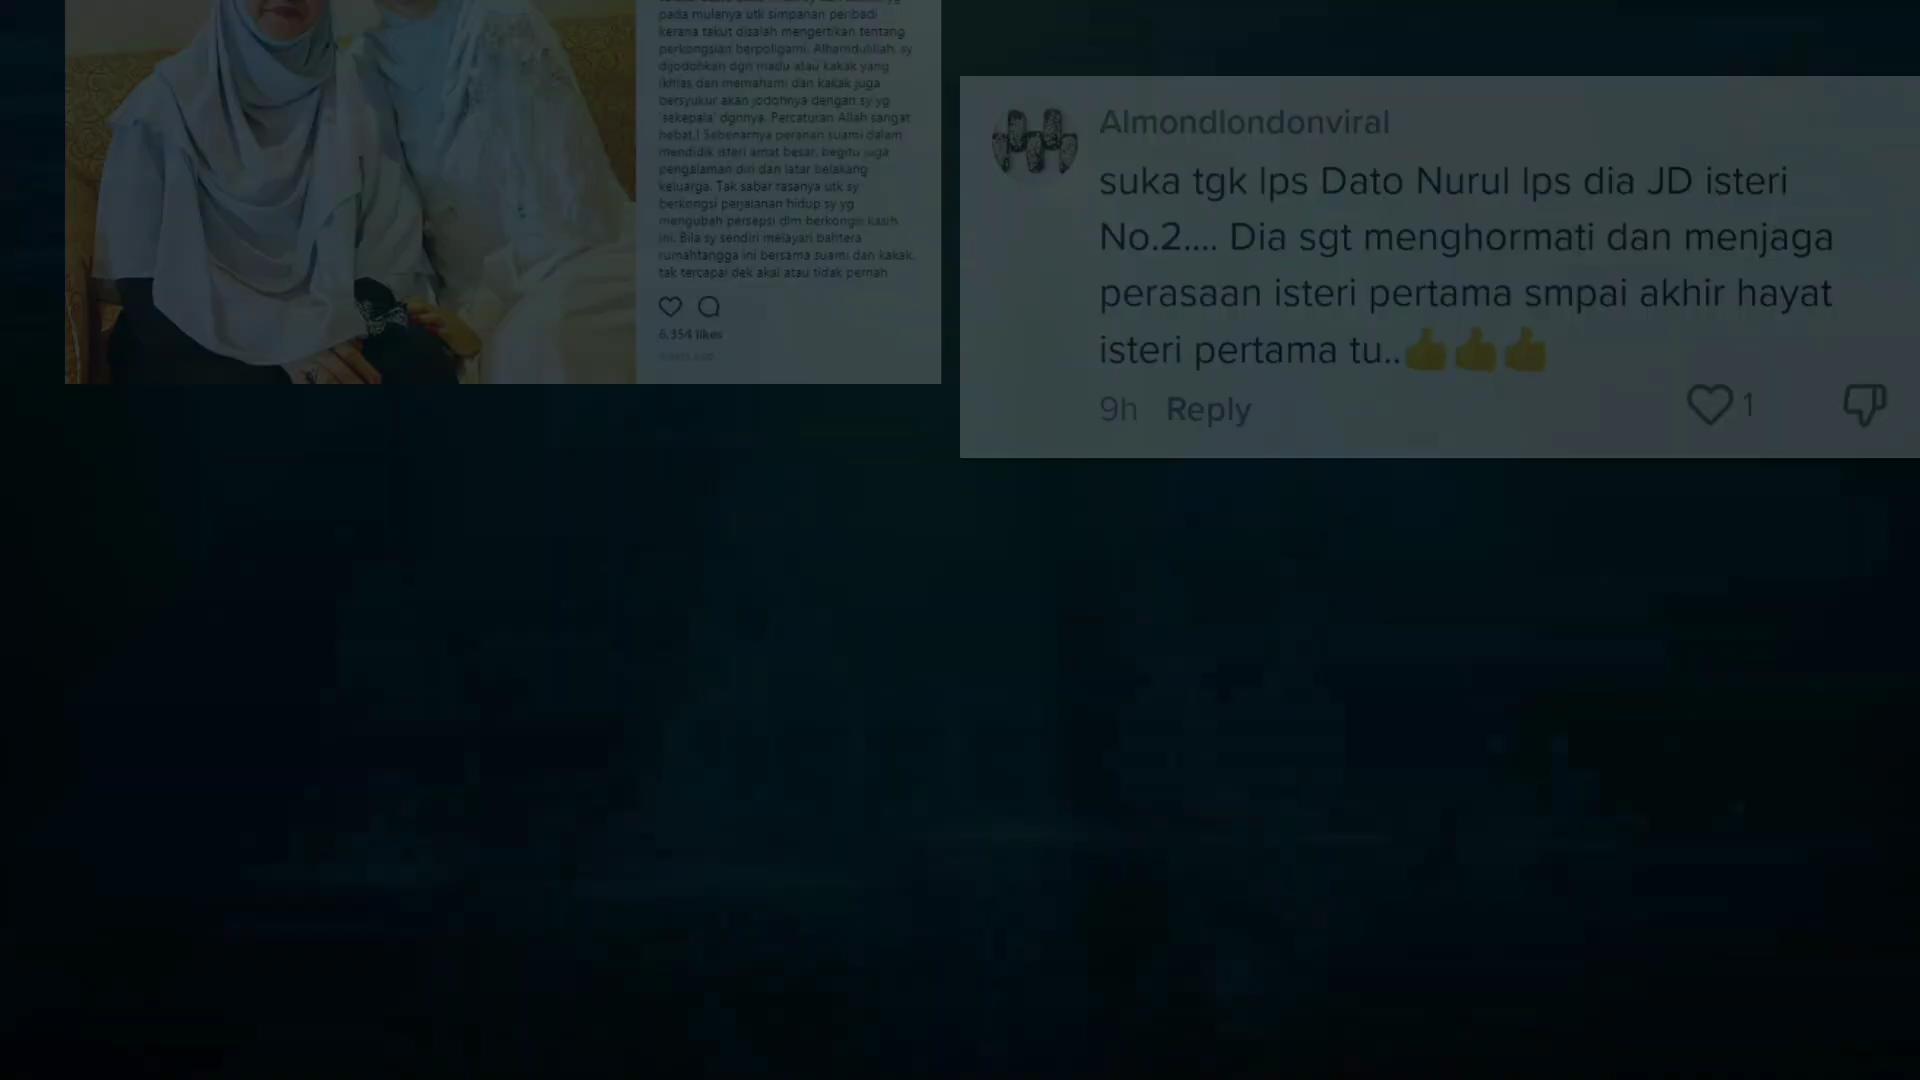 pada mulanya utk simpanan peribadi
kerana takut disalah mengertikan tentang
perkongsian berpoligami. Alhamdulillah, sy
dijodohkan dgn madu atau kakak yang
ikhlas dan memahami dan kakak juga
bersyukur akan jodohnya dengan sy yg
'sekepala' dgnnya. Percaturan Allah sangat
hebat.! Sebenarnya peranan suami dalam
mendidik isteri amat besar, begitu juga
pengalaman diri dan latar belakang
keluarga. Tak sabar rasanya utk sy
berkongsi perjalanan hidup sy yg
mengubah persepsi dlm berkongsi kasih
ini. Bila sy sendiri melayari bahtera
rumahtangga ini bersama suami dan kakak,
tak tercapai dek akal atau tidak pernah
6,354 likes
Almondlondonviral
suka tgk lps Dato Nurul lps dia JD isteri
No.2.... Dia sgt menghormati dan menjaga
perasaan isteri pertama smpai akhir hayat
isteri pertama tu..👍👍👍
9h Reply 1